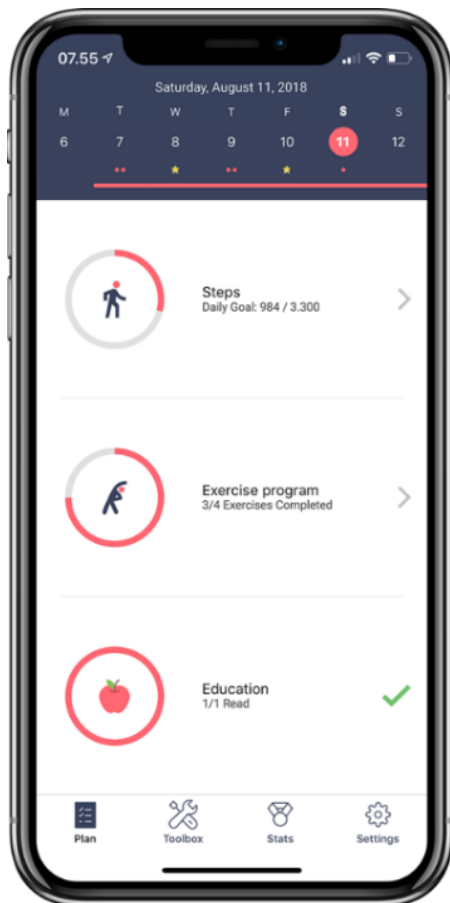 07.55
Saturday, August 11, 2018
M T W T F S S
6 7 8 9 10 11 12
Steps
Daily Goal: 984 / 3.300
Exercise program
3/4 Exercises Completed
Education
1/1 Read
Plan Toolbox Stats Settings